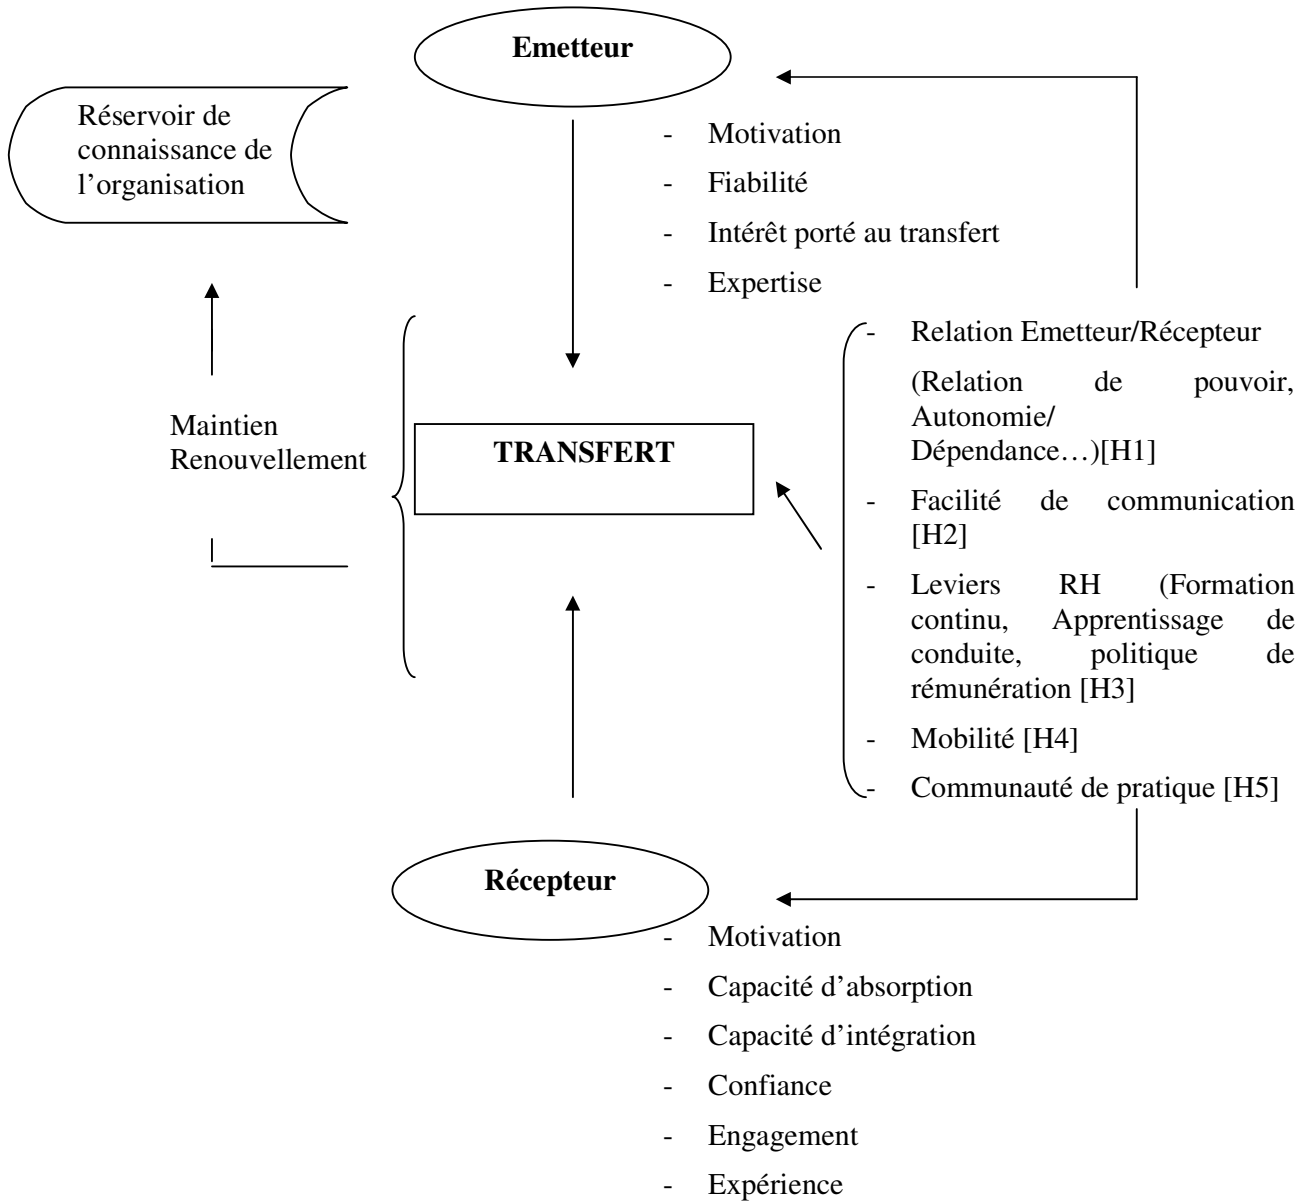 Emetteur
Réservoir de
connaissance de
l'organisation
- Motivation
- Fiabilité
- Intérêt porté au transfert
- Expertise
Maintien
Renouvellement
TRANSFERT
- Relation Emetteur/Récepteur
(Relation de pouvoir,
Autonomie/
Dépendance…)[H1]
- Facilité de communication
[H2]
- Leviers RH (Formation
continu, Apprentissage de
conduite, politique de
rémunération [H3]
- Mobilité [H4]
- Communauté de pratique [H5]
Récepteur
- Motivation
- Capacité d'absorption
- Capacité d'intégration
- Confiance
- Engagement
- Expérience